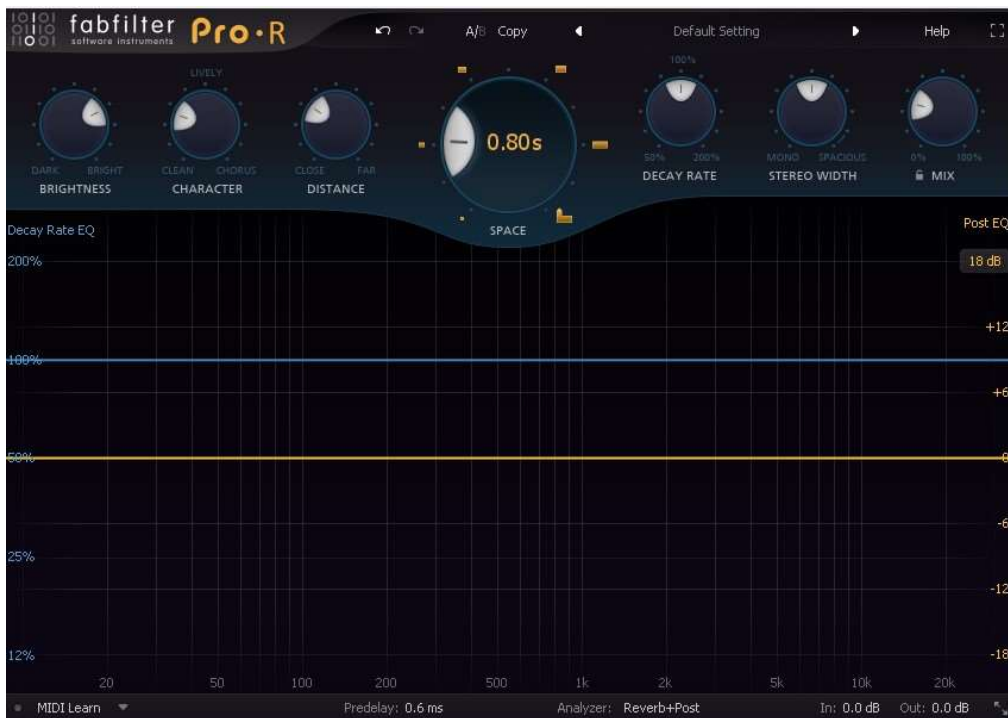 fabfilter
software instruments
Pro·R
A/B Copy
Default Setting
Help
LIVELY
100%
DARK BRIGHT
BRIGHTNESS
CLEAN CHORUS
CHARACTER
CLOSE FAR
DISTANCE
0.80s
SPACE
50% 200%
DECAY RATE
MONO SPACIOUS
STEREO WIDTH
0% 100%
MIX
Decay Rate EQ
Post EQ
200%
18 dB
+12
100%
+6
50%
0
-6
25%
-12
12%
-18
20 50 100 200 500 1k 2k 5k 10k 20k
MIDI Learn
Predelay: 0.6 ms
Analyzer: Reverb+Post
In: 0.0 dB
Out: 0.0 dB